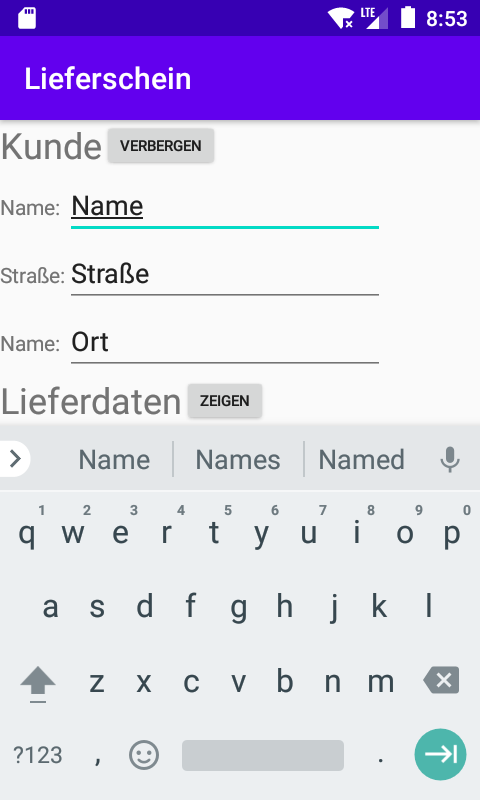 LTE 8:53
Lieferschein
Kunde VERBERGEN
Name: Name
Straße: Straße
Name: Ort
Lieferdaten ZEIGEN
Name Names Named
1 2 3 4 5 6 7 8 9 0
q w e r t y u i o p
a s d f g h j k l
z x c v b n m
?123 , .